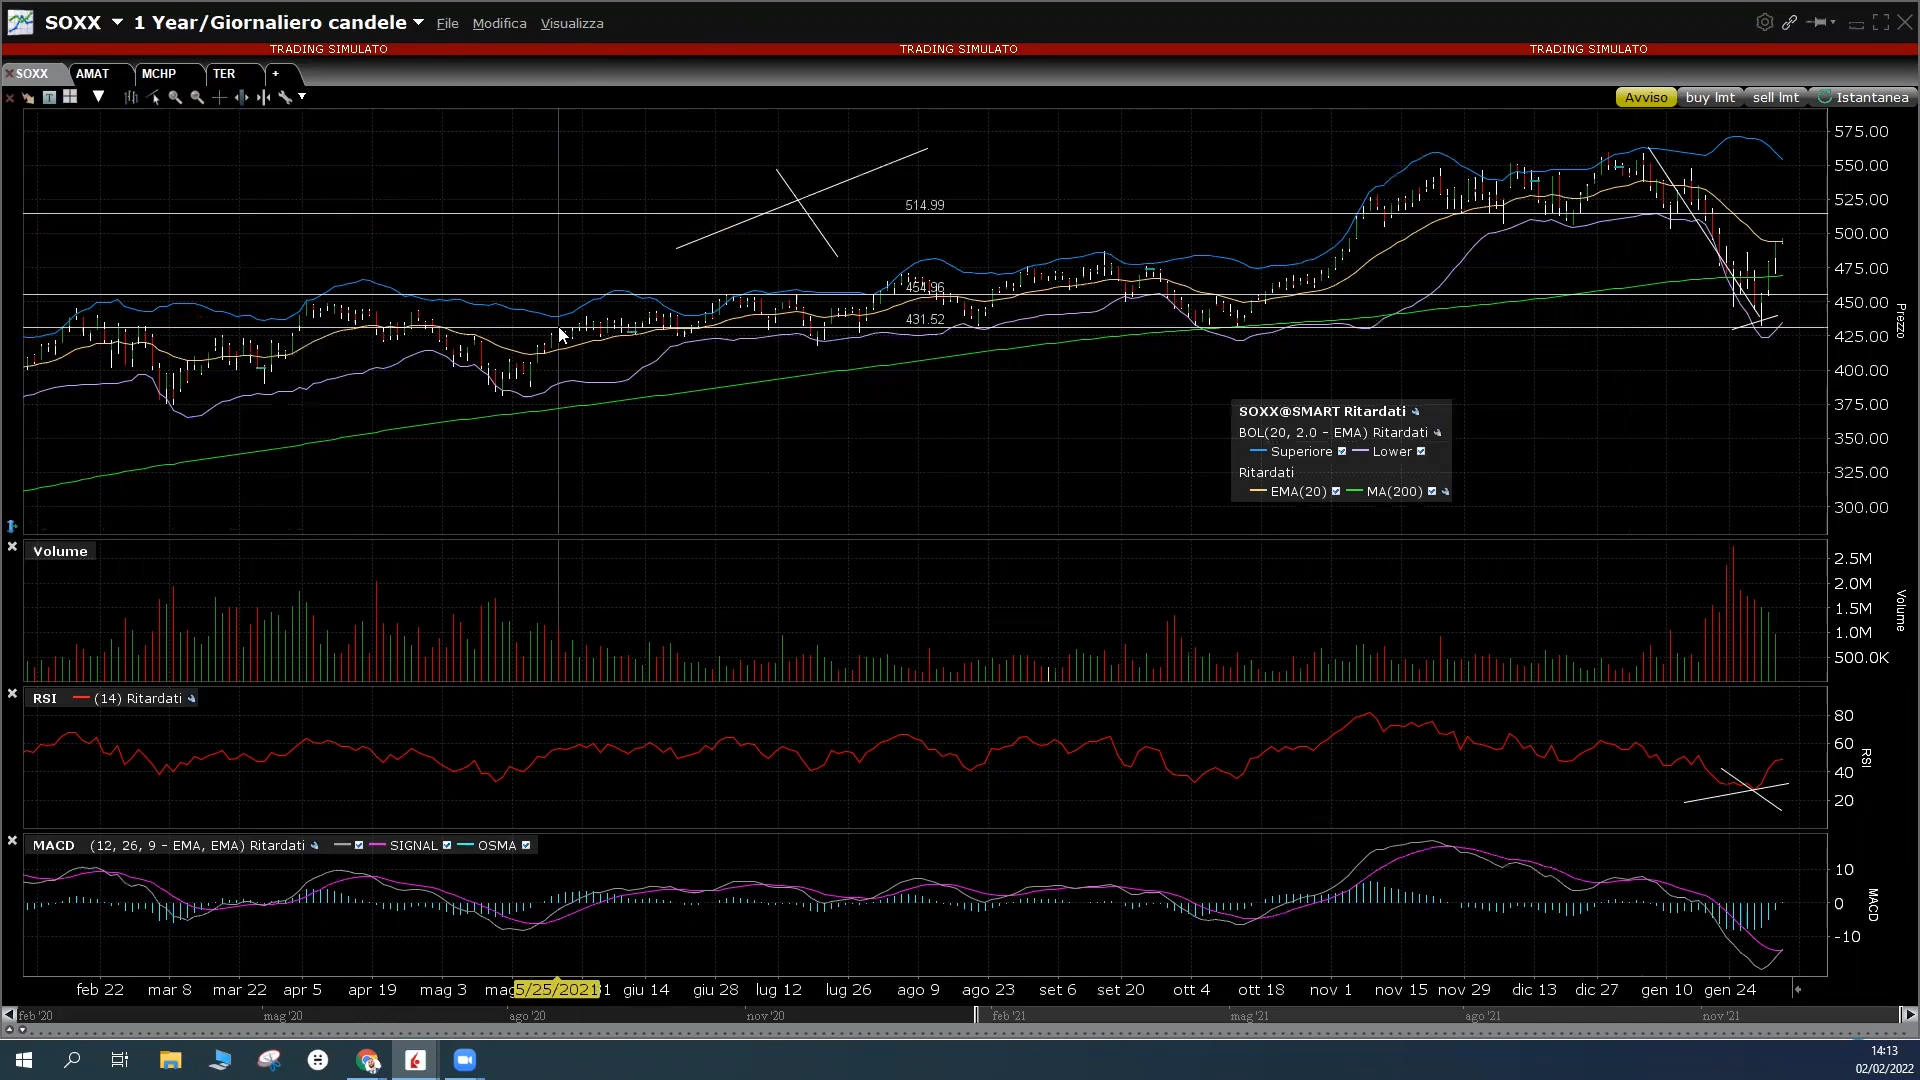 SOXX 1 Year/Giornaliero candele File Modifica Visualizza
TRADING SIMULATO TRADING SIMULATO TRADING SIMULATO
SOXX AMAT MCHP TER +
Avviso buy lmt sell lmt Istantanea
575.00
550.00
525.00
514.99
500.00
475.00
454.96
450.00
431.52
425.00
400.00
375.00
350.00
325.00
300.00
Prezzo
SOXX@SMART Ritardati
BOL(20, 2.0 - EMA) Ritardati
Superiore Lower
Ritardati
EMA(20) MA(200)
Volume
2.5M
2.0M
1.5M
1.0M
500.0K
Volume
RSI (14) Ritardati
80
60
40
20
RSI
MACD (12, 26, 9 - EMA, EMA) Ritardati SIGNAL OSMA
10
0
-10
MACD
feb 22 mar 8 mar 22 apr 5 apr 19 mag 3 mag 5/25/2021 31 giu 14 giu 28 lug 12 lug 26 ago 9 ago 23 set 6 set 20 ott 4 ott 18 nov 1 nov 15 nov 29 dic 13 dic 27 gen 10 gen 24
feb '20 mag '20 ago '20 nov '20 feb '21 mag '21 ago '21 nov '21
14:13
02/02/2022